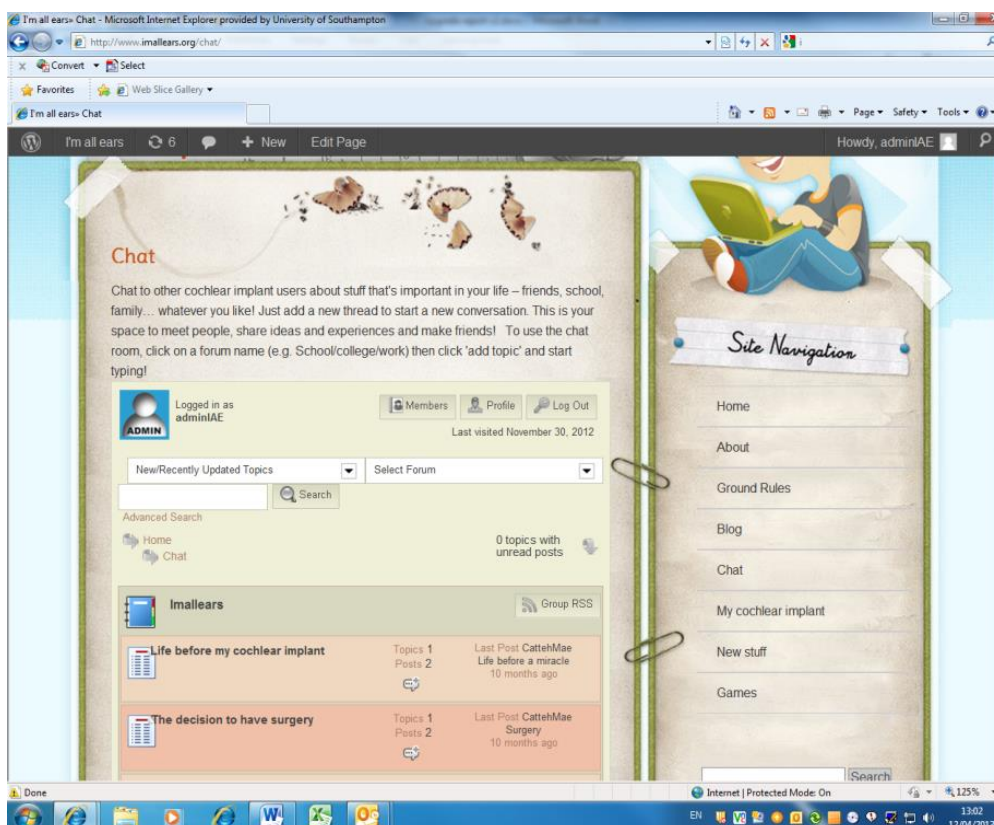 I'm all ears» Chat - Microsoft Internet Explorer provided by University of Southampton
http://www.imallears.org/chat/
x Convert Select
Favorites Web Slice Gallery
I'm all ears» Chat Page Safety Tools
I'm all ears 6 + New Edit Page Howdy, adminIAE
Chat
Chat to other cochlear implant users about stuff that's important in your life – friends, school,
family… whatever you like! Just add a new thread to start a new conversation. This is your
space to meet people, share ideas and experiences and make friends! To use the chat
room, click on a forum name (e.g. School/college/work) then click 'add topic' and start
typing!
ADMIN
Logged in as
adminIAE
Members Profile Log Out
Last visited November 30, 2012
New/Recently Updated Topics Select Forum
Search
Advanced Search
Home
Chat
0 topics with
unread posts
Imallears Group RSS
Life before my cochlear implant
Topics 1
Posts 2
Last Post CattehMae
Life before a miracle
10 months ago
The decision to have surgery
Topics 1
Posts 2
Last Post CattehMae
Surgery
10 months ago
Site Navigation
Home
About
Ground Rules
Blog
Chat
My cochlear implant
New stuff
Games
Search
Done Internet | Protected Mode: On 125%
EN 13:02